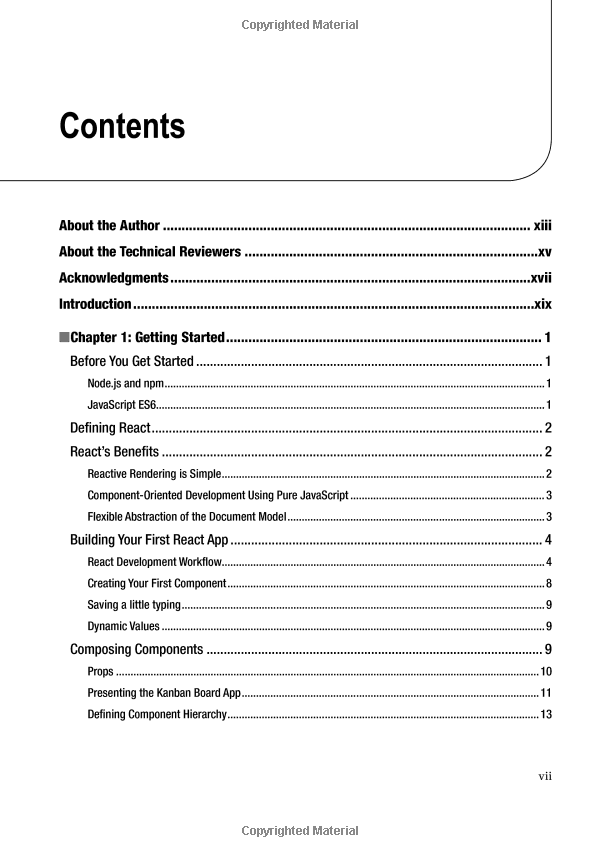 Copyrighted Material
Contents
About the Author ........................................................................ xiii
About the Technical Reviewers ........................................................................ xv
Acknowledgments ........................................................................ xvii
Introduction ........................................................................ xix
■Chapter 1: Getting Started ........................................................................ 1
Before You Get Started ........................................................................ 1
Node.js and npm ........................................................................ 1
JavaScript ES6 ........................................................................ 1
Defining React ........................................................................ 2
React’s Benefits ........................................................................ 2
Reactive Rendering is Simple ........................................................................ 2
Component-Oriented Development Using Pure JavaScript ........................................................................ 3
Flexible Abstraction of the Document Model ........................................................................ 3
Building Your First React App ........................................................................ 4
React Development Workflow ........................................................................ 4
Creating Your First Component ........................................................................ 8
Saving a little typing ........................................................................ 9
Dynamic Values ........................................................................ 9
Composing Components ........................................................................ 9
Props ........................................................................ 10
Presenting the Kanban Board App ........................................................................ 11
Defining Component Hierarchy ........................................................................ 13
vii
Copyrighted Material